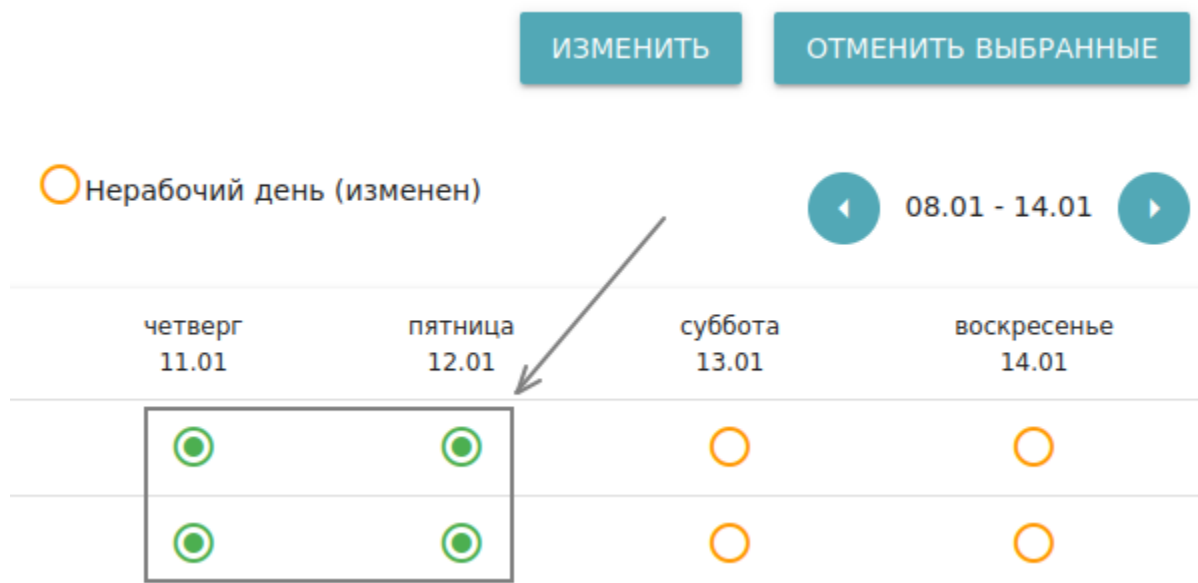 ИЗМЕНИТЬ
ОТМЕНИТЬ ВЫБРАННЫЕ
Нерабочий день (изменен)
08.01 - 14.01
четверг
11.01
пятница
12.01
суббота
13.01
воскресенье
14.01